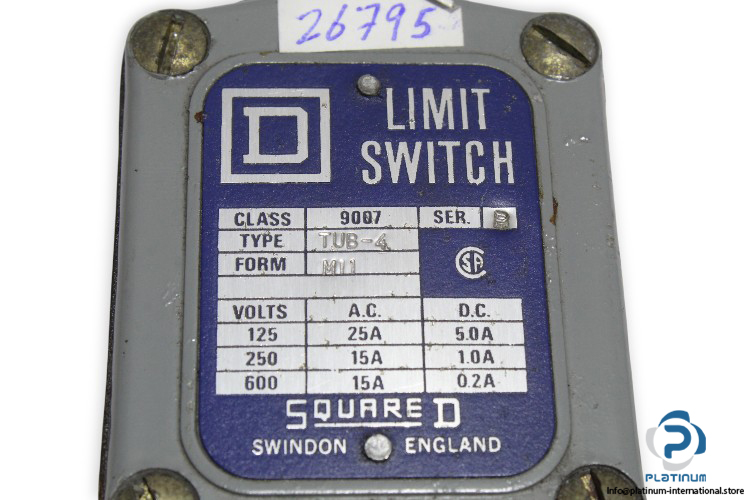 26795
D
LIMIT
SWITCH
CLASS 9007 SER. B
TYPE TUB-4
FORM M11
CSA
VOLTS A.C. D.C.
125 25A 5.0A
250 15A 1.0A
600 15A 0.2A
SQUARE D
SWINDON ENGLAND
PLATINUM
info@platinum-international.store